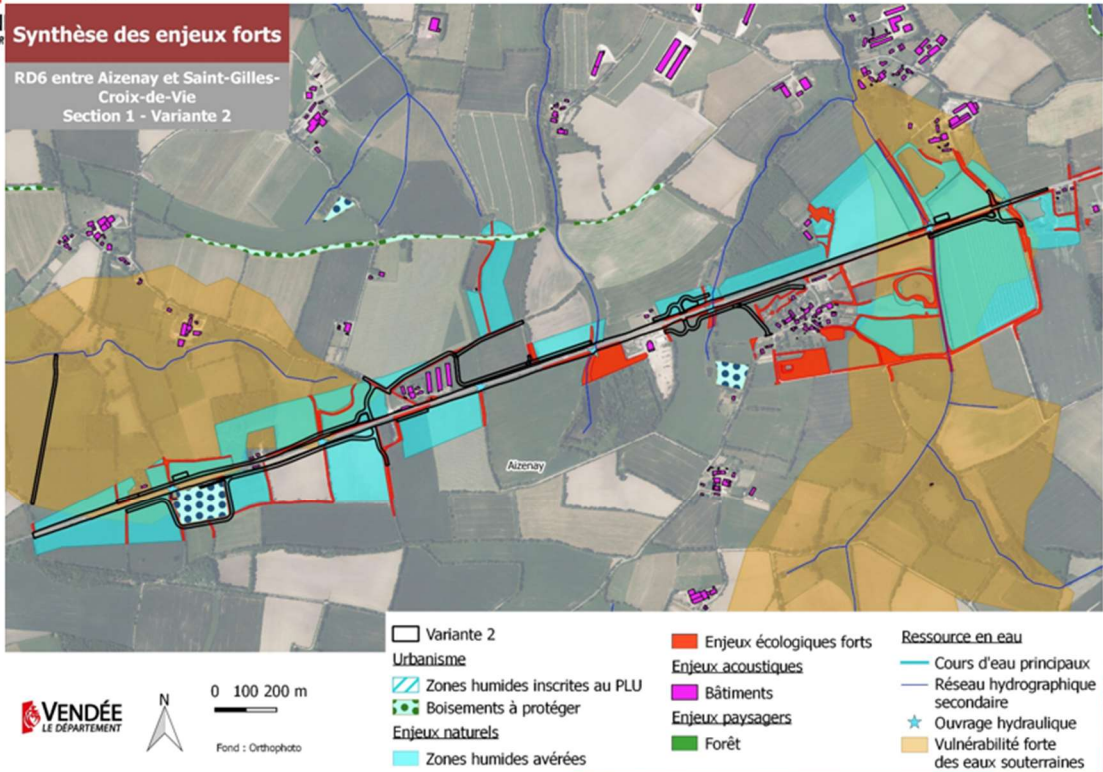 Synthèse des enjeux forts
RD6 entre Aizenay et Saint-Gilles-
Croix-de-Vie
Section 1 - Variante 2
Aizenay
VENDÉE
LE DÉPARTEMENT
N
0 100 200 m
Fond : Orthophoto
Variante 2
Urbanisme
Zones humides inscrites au PLU
Boisements à protéger
Enjeux naturels
Zones humides avérées
Enjeux écologiques forts
Enjeux acoustiques
Bâtiments
Enjeux paysagers
Forêt
Ressource en eau
Cours d'eau principaux
Réseau hydrographique
secondaire
Ouvrage hydraulique
Vulnérabilité forte
des eaux souterraines